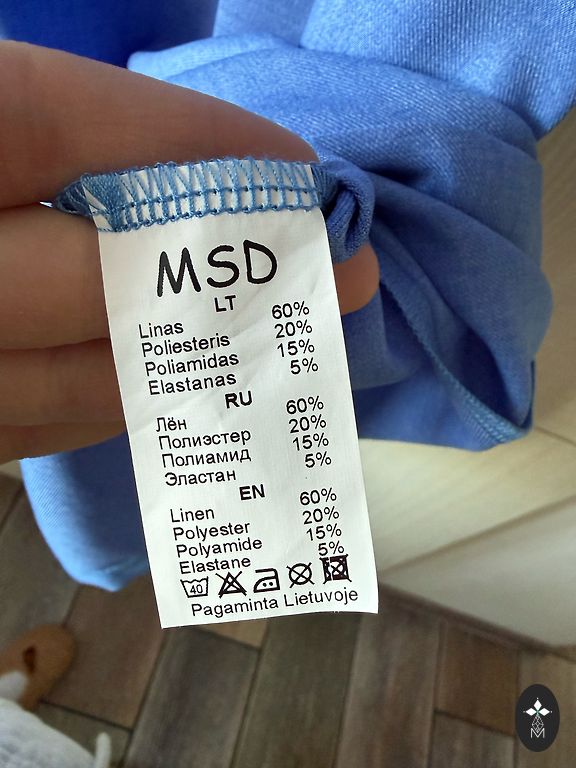 MSD
LT
Linas 60%
Poliesteris 20%
Poliamidas 15%
Elastanas 5%
RU
Лён 60%
Полиэстер 20%
Полиамид 15%
Эластан 5%
EN
Linen 60%
Polyester 20%
Polyamide 15%
Elastane 5%
40
Pagaminta Lietuvoje
M